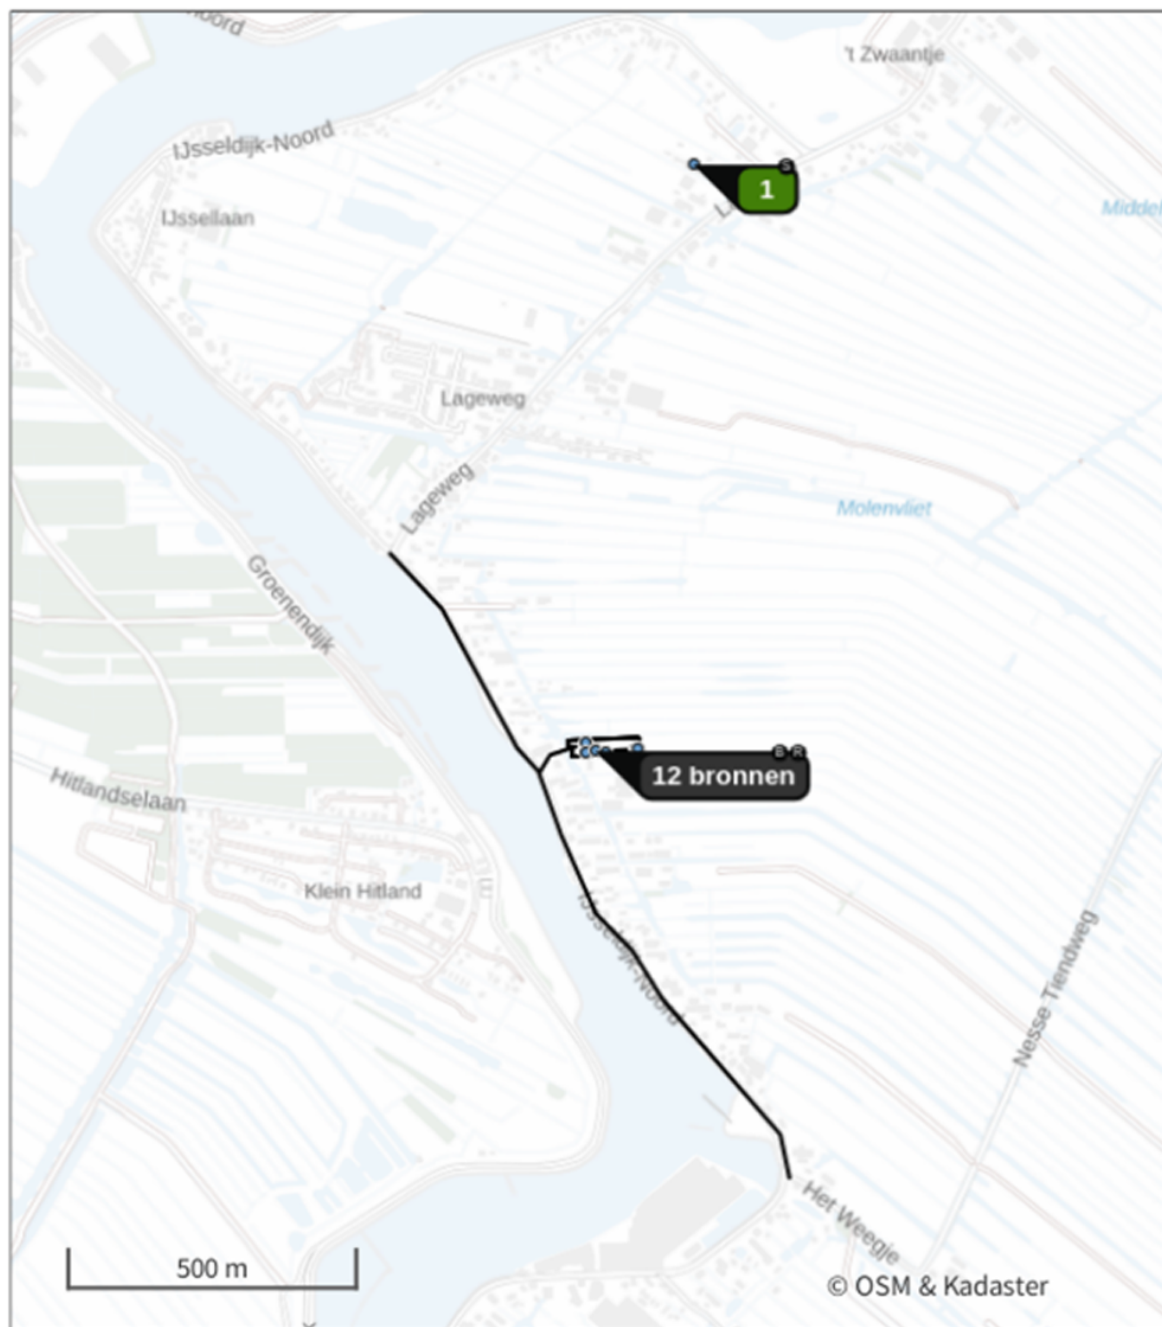 't Zwaantje
IJsseldijk-Noord
S
1
Middel
IJssellaan
Lageweg
Lageweg
Molenvliet
Groenendijk
B R
12 bronnen
Hitlandselaan
Klein Hitland
IJsseldijk-Noord
Nesse Tiendweg
Het Weegje
500 m
© OSM & Kadaster